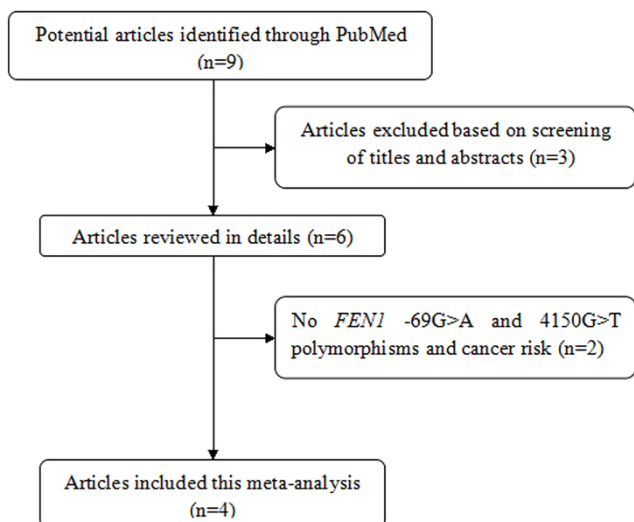 Potential articles identified through PubMed
(n=9)
Articles excluded based on screening
of titles and abstracts (n=3)
Articles reviewed in details (n=6)
No FEN1 -69G>A and 4150G>T
polymorphisms and cancer risk (n=2)
Articles included this meta-analysis
(n=4)